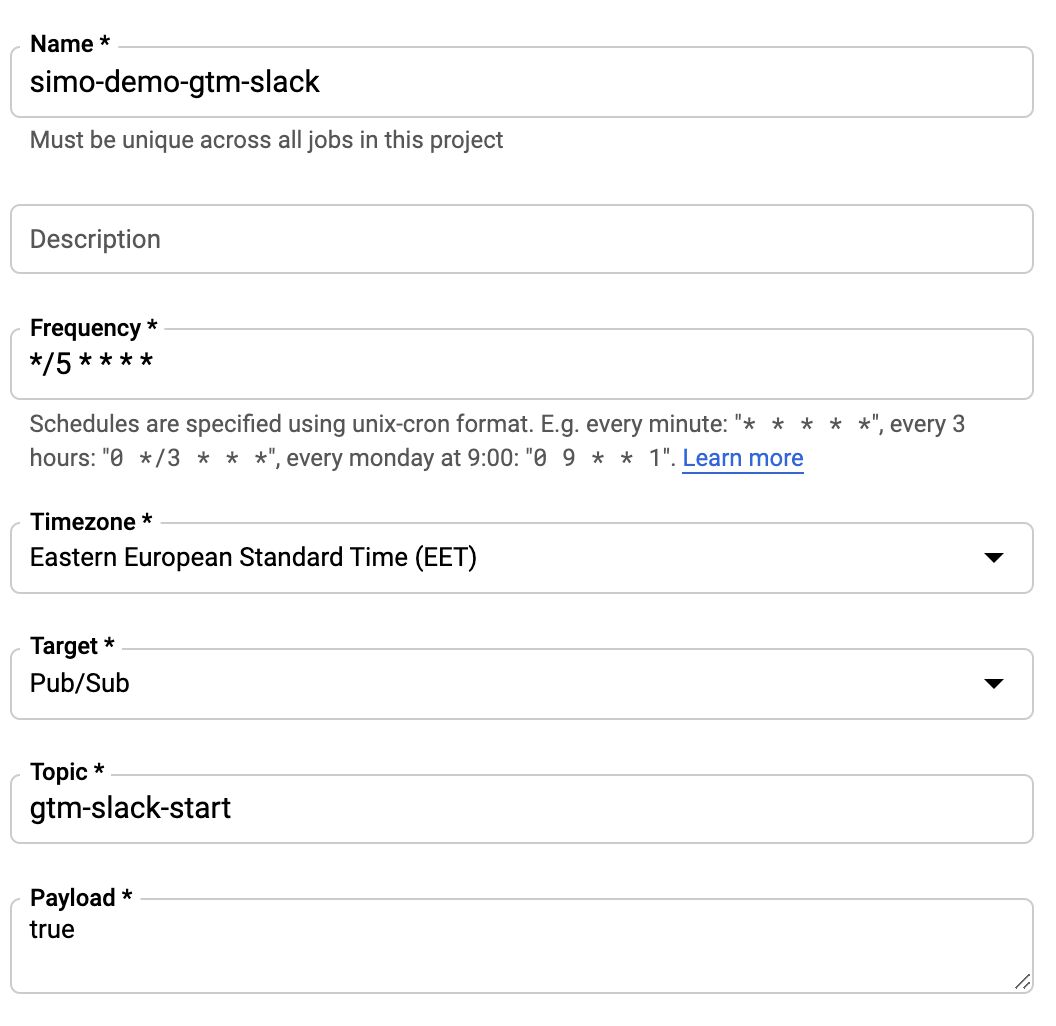 Name *
simo-demo-gtm-slack
Must be unique across all jobs in this project
Description
Frequency *
*/5 * * * *
Schedules are specified using unix-cron format. E.g. every minute: "* * * * *", every 3
hours: "0 */3 * * *", every monday at 9:00: "0 9 * * 1". Learn more
Timezone *
Eastern European Standard Time (EET)
Target *
Pub/Sub
Topic *
gtm-slack-start
Payload *
true